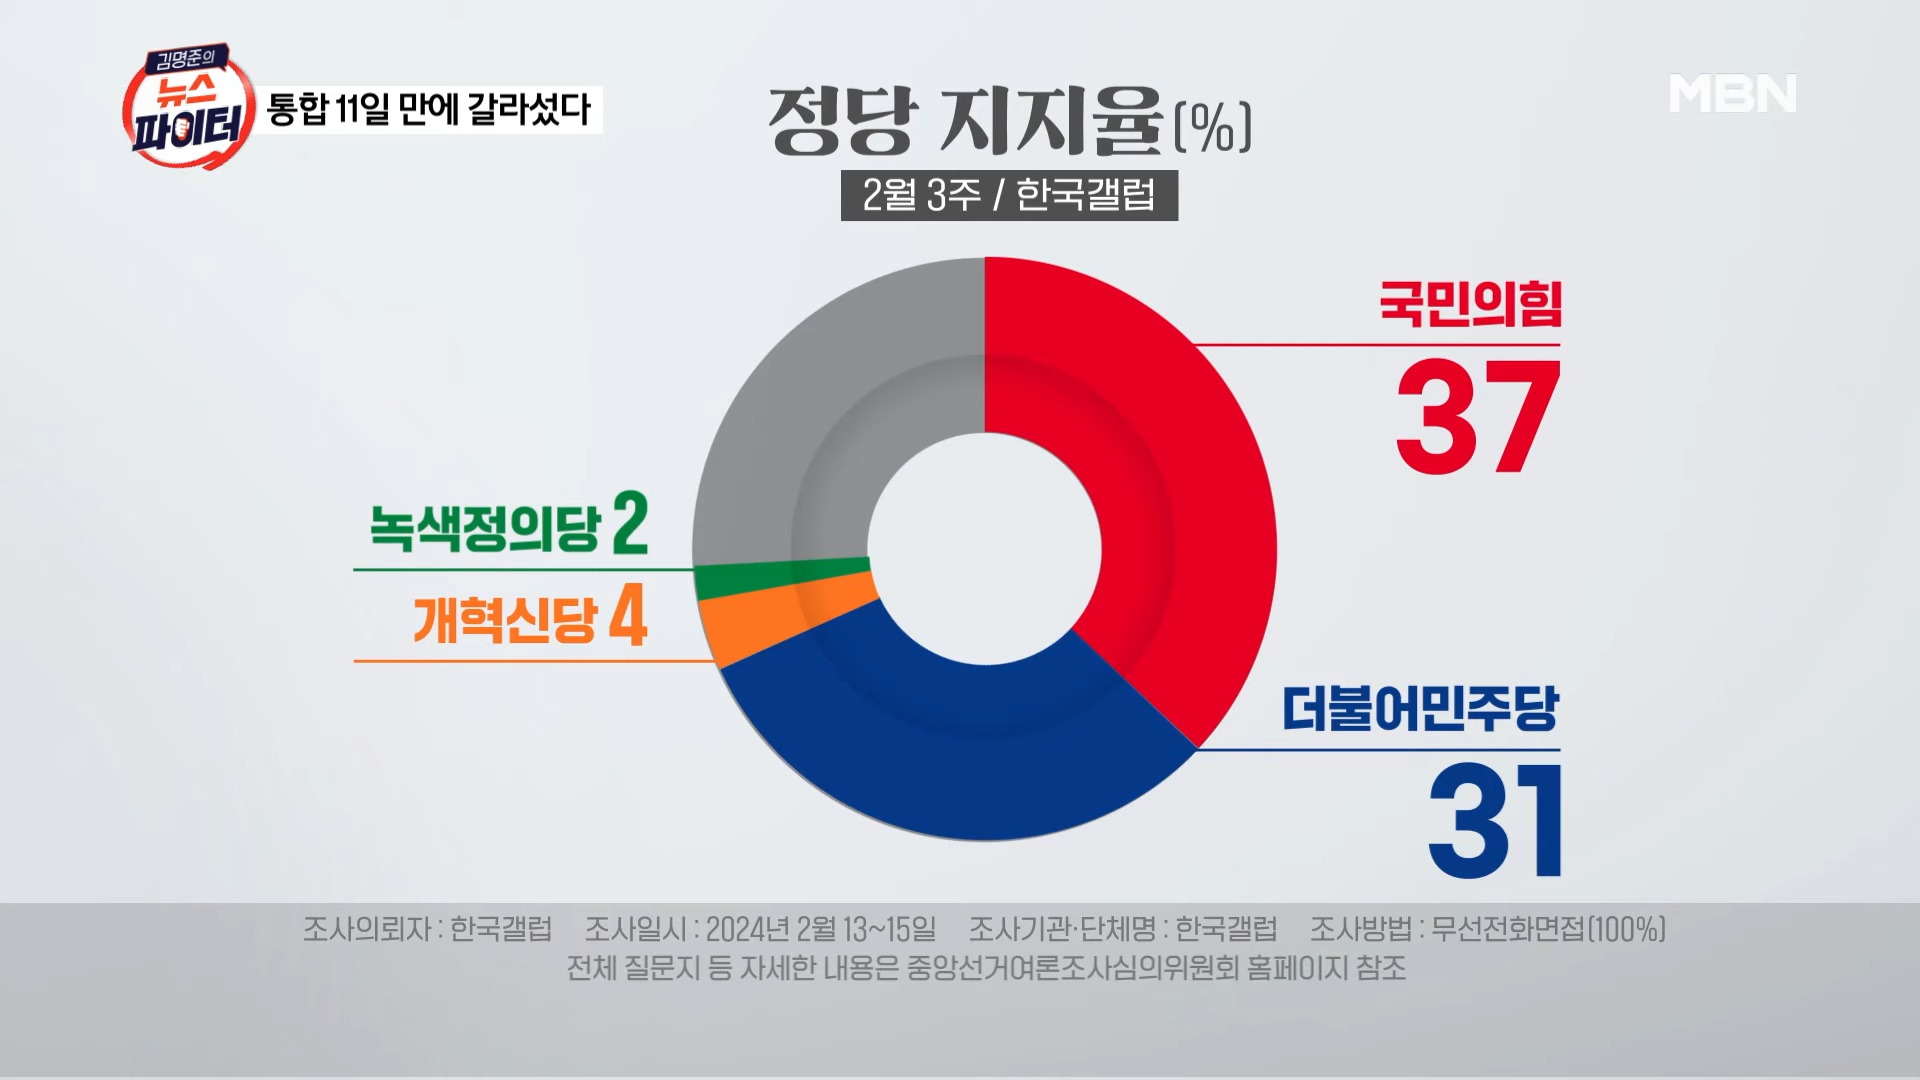 김명준의
뉴스
파이터
통합 11일 만에 갈라섰다
MBN
정당 지지율(%)
2월 3주 / 한국갤럽
국민의힘
37
녹색정의당 2
개혁신당 4
더불어민주당
31
조사의뢰자 : 한국갤럽 조사일시 : 2024년 2월 13~15일 조사기관·단체명 : 한국갤럽 조사방법 : 무선전화면접(100%)
전체 질문지 등 자세한 내용은 중앙선거여론조사심의위원회 홈페이지 참조